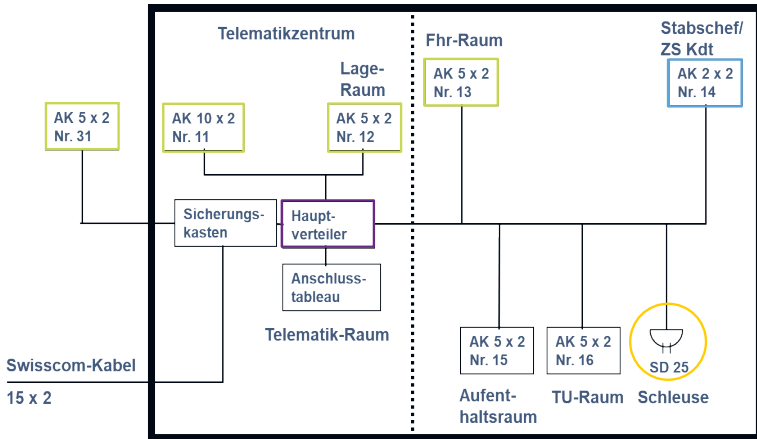 Telematikzentrum
Fhr-Raum
Stabschef/
ZS Kdt
Lage-
Raum
AK 5 x 2
Nr. 31
AK 10 x 2
Nr. 11
AK 5 x 2
Nr. 12
AK 5 x 2
Nr. 13
AK 2 x 2
Nr. 14
Sicherungs-
kasten
Haupt-
verteiler
Anschluss-
tableau
Telematik-Raum
AK 5 x 2
Nr. 15
AK 5 x 2
Nr. 16
SD 25
Swisscom-Kabel
15 x 2
Aufent-
haltsraum
TU-Raum
Schleuse